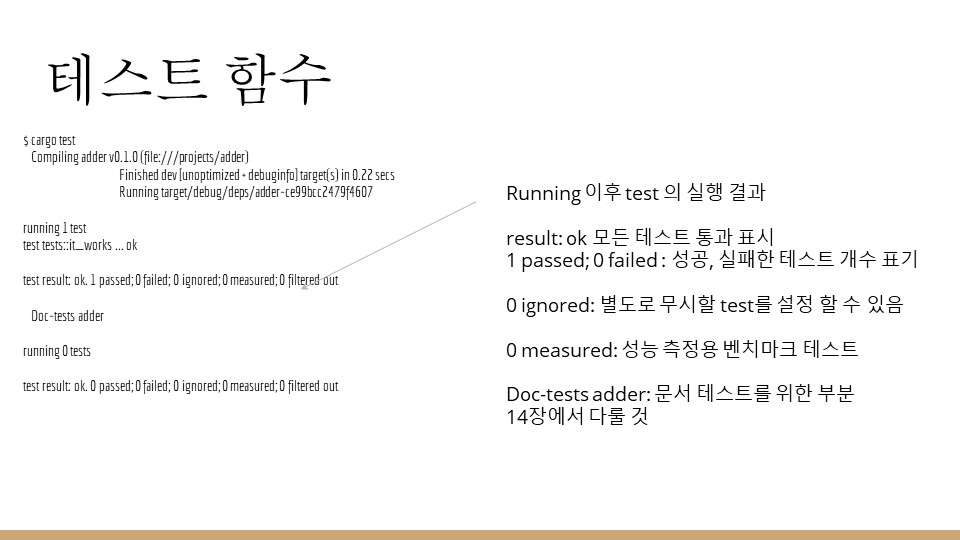 테스트 함수
$ cargo test
Compiling adder v0.1.0 (file:///projects/adder)
Finished dev [unoptimized + debuginfo] target(s) in 0.22 secs
Running target/debug/deps/adder-ce99bcc2479f4607
running 1 test
test tests::it_works ... ok
test result: ok. 1 passed; 0 failed; 0 ignored; 0 measured; 0 filtered out
Doc-tests adder
running 0 tests
test result: ok. 0 passed; 0 failed; 0 ignored; 0 measured; 0 filtered out
Running 이후 test 의 실행 결과
result: ok 모든 테스트 통과 표시
1 passed; 0 failed : 성공, 실패한 테스트 개수 표기
0 ignored: 별도로 무시할 test를 설정 할 수 있음
0 measured: 성능 측정용 벤치마크 테스트
Doc-tests adder: 문서 테스트를 위한 부분
14장에서 다룰 것